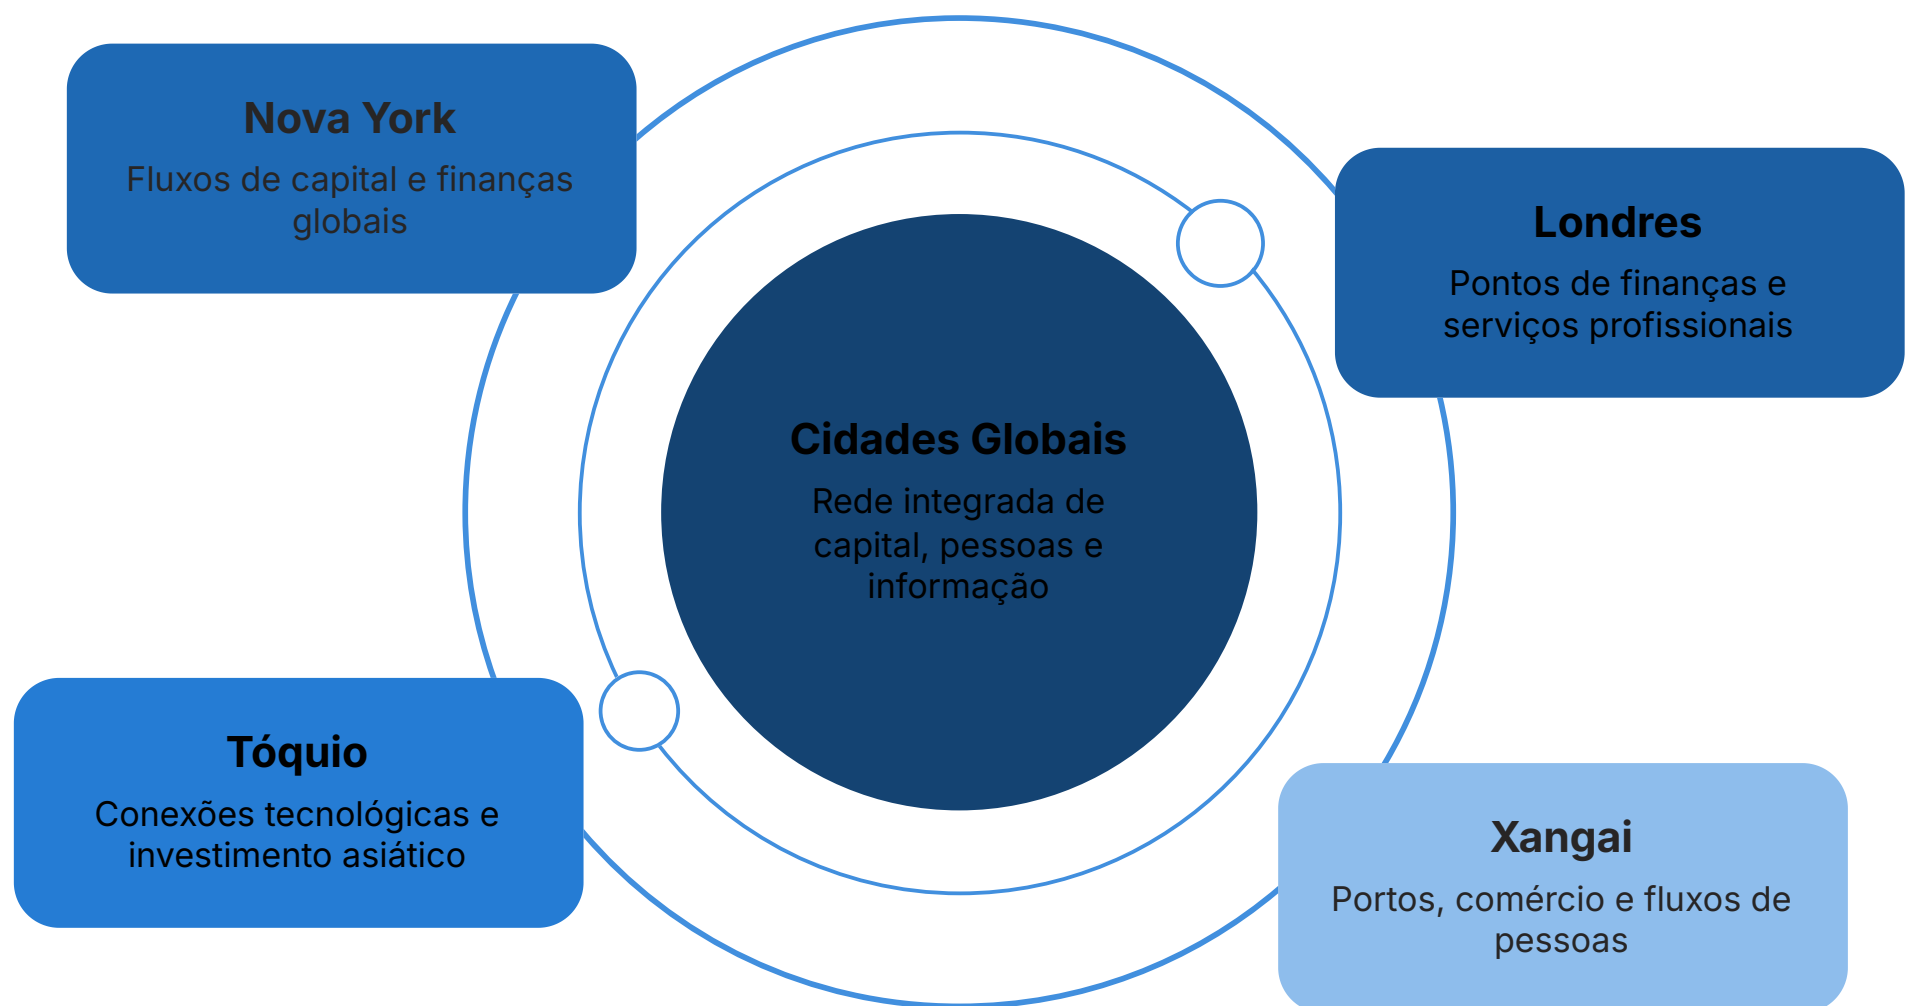 Nova York
Fluxos de capital e finanças
globais
Londres
Pontos de finanças e
serviços profissionais
Cidades Globais
Rede integrada de
capital, pessoas e
informação
Tóquio
Conexões tecnológicas e
investimento asiático
Xangai
Portos, comércio e fluxos de
pessoas